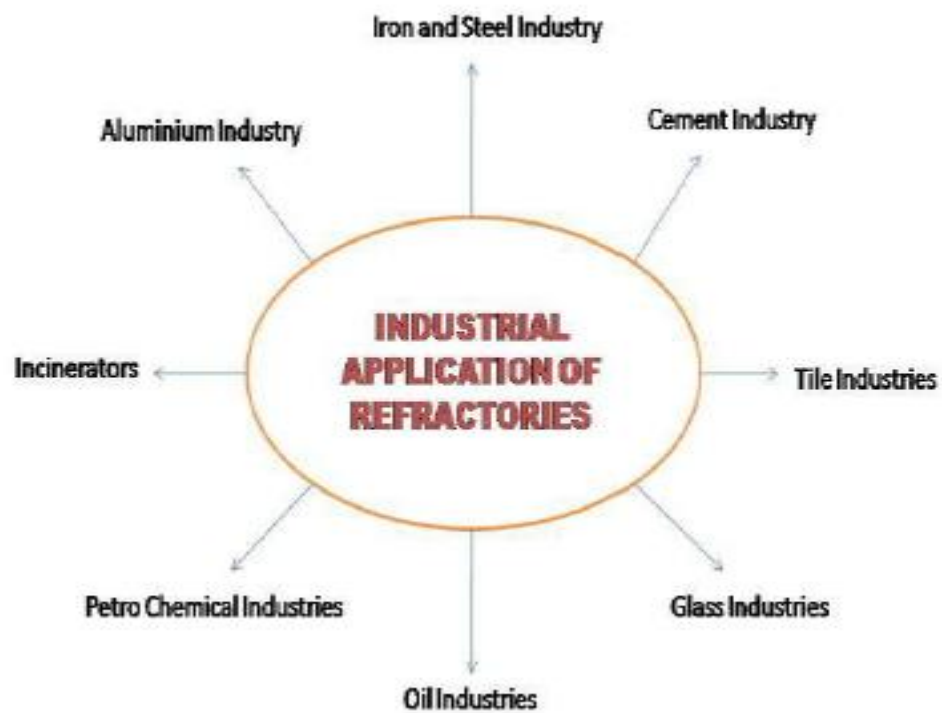 Iron and Steel Industry
Aluminium Industry
Cement Industry
INDUSTRIAL
APPLICATION OF
REFRACTORIES
Incinerators
Tile Industries
Petro Chemical Industries
Glass Industries
Oil Industries